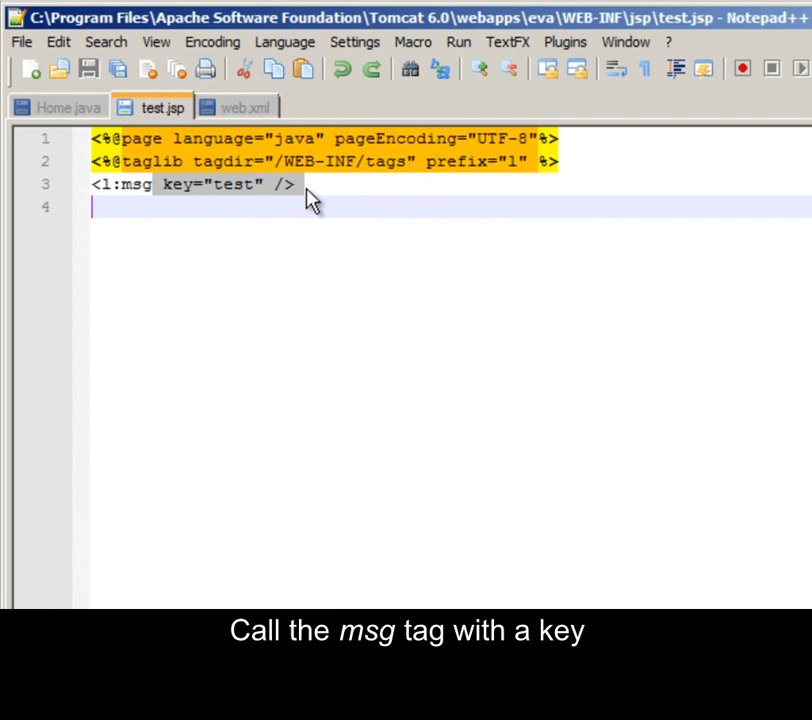 C:\Program Files\Apache Software Foundation\Tomcat 6.0\webapps\eva\WEB-INF\jsp\test.jsp - Notepad++
File Edit Search View Encoding Language Settings Macro Run TextFX Plugins Window ?
Home.java test.jsp web.xml
1 <%@page language="java" pageEncoding="UTF-8"%>
2 <%@taglib tagdir="/WEB-INF/tags" prefix="l" %>
3 <l:msg key="test" />
4
Call the msg tag with a key